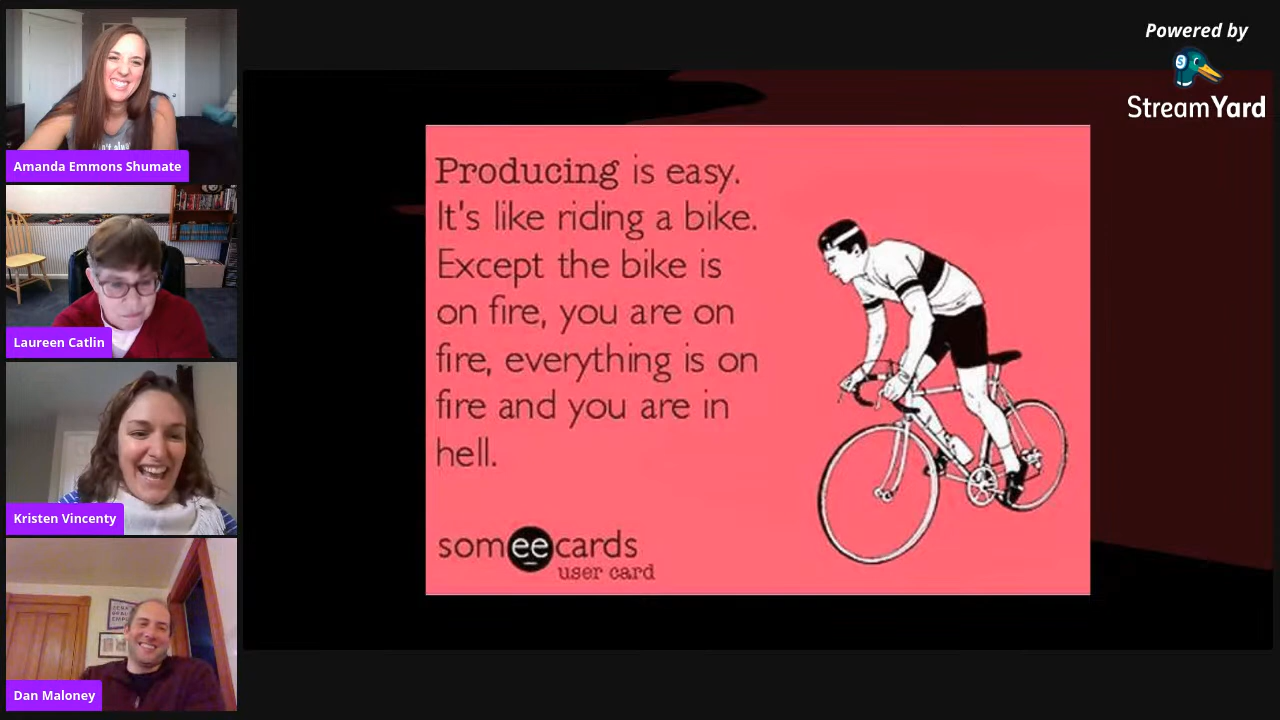 Powered by
StreamYard
Amanda Emmons Shumate
Laureen Catlin
Kristen Vincenty
Dan Maloney
Producing is easy.
It's like riding a bike.
Except the bike is
on fire, you are on
fire, everything is on
fire and you are in
hell.
somee cards
user card